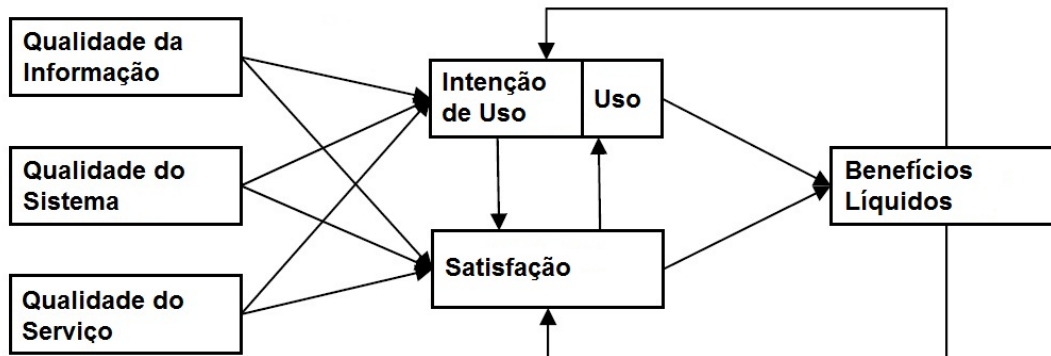 Qualidade da
Informação
Qualidade do
Sistema
Qualidade do
Serviço
Intenção
de Uso
Uso
Satisfação
Benefícios
Líquidos